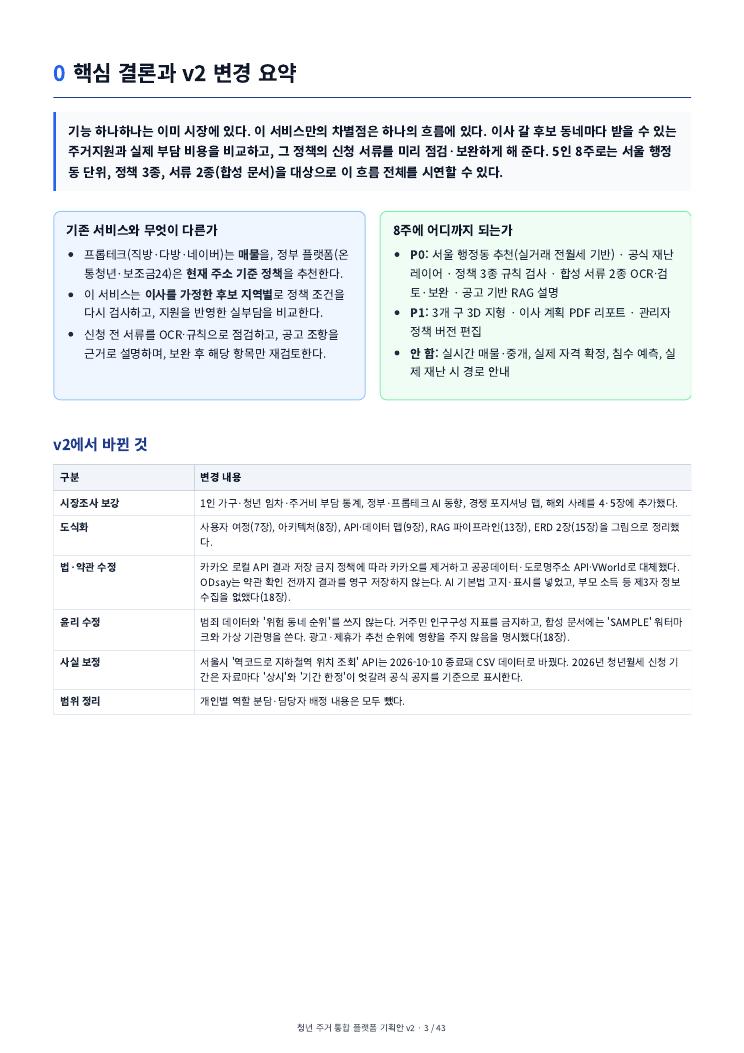 0 핵심 결론과 v2 변경 요약
기능 하나하나는 이미 시장에 있다. 이 서비스만의 차별점은 하나의 흐름에 있다. 이사 갈 후보 동네마다 받을 수 있는
주거지원과 실제 부담 비용을 비교하고, 그 정책의 신청 서류를 미리 점검·보완하게 해 준다. 5인 8주로는 서울 행정
동 단위, 정책 3종, 서류 2종(합성 문서)을 대상으로 이 흐름 전체를 시연할 수 있다.
기존 서비스와 무엇이 다른가
• 프롭테크(직방·다방·네이버)는 매물을, 정부 플랫폼(온
통청년·보조금24)은 현재 주소 기준 정책을 추천한다.
• 이 서비스는 이사를 가정한 후보 지역별로 정책 조건을
다시 검사하고, 지원을 반영한 실부담을 비교한다.
• 신청 전 서류를 OCR·규칙으로 점검하고, 공고 조항을
근거로 설명하며, 보완 후 해당 항목만 재검토한다.
8주에 어디까지 되는가
• P0: 서울 행정동 추천(실거래 전월세 기반) · 공식 재난
레이어 · 정책 3종 규칙 검사 · 합성 서류 2종 OCR·검
토·보완 · 공고 기반 RAG 설명
• P1: 3개 구 3D 지형 · 이사 계획 PDF 리포트 · 관리자
정책 버전 편집
• 안 함: 실시간 매물·중개, 실제 자격 확정, 침수 예측, 실
제 재난 시 경로 안내
v2에서 바뀐 것
구분 변경 내용
시장조사 보강 1인 가구·청년 임차·주거비 부담 통계, 정부·프롭테크 AI 동향, 경쟁 포지셔닝 맵, 해외 사례를 4·5장에 추가했다.
도식화 사용자 여정(7장), 아키텍처(8장), API·데이터 맵(9장), RAG 파이프라인(13장), ERD 2장(15장)을 그림으로 정리했
다.
법·약관 수정 카카오 로컬 API 결과 저장 금지 정책에 따라 카카오를 제거하고 공공데이터·도로명주소 API·VWorld로 대체했다.
ODsay는 약관 확인 전까지 결과를 영구 저장하지 않는다. AI 기본법 고지·표시를 넣었고, 부모 소득 등 제3자 정보
수집을 없앴다(18장).
윤리 수정 범죄 데이터와 '위험 동네 순위'를 쓰지 않는다. 거주민 인구구성 지표를 금지하고, 합성 문서에는 'SAMPLE' 워터마
크와 가상 기관명을 쓴다. 광고·제휴가 추천 순위에 영향을 주지 않음을 명시했다(18장).
사실 보정 서울시 '역코드로 지하철역 위치 조회' API는 2026-10-10 종료돼 CSV 데이터로 바꿨다. 2026년 청년월세 신청 기
간은 자료마다 '상시'와 '기간 한정'이 엇갈려 공식 공지를 기준으로 표시한다.
범위 정리 개인별 역할 분담·담당자 배정 내용은 모두 뺐다.
청년 주거 통합 플랫폼 기획안 v2 · 3 / 43